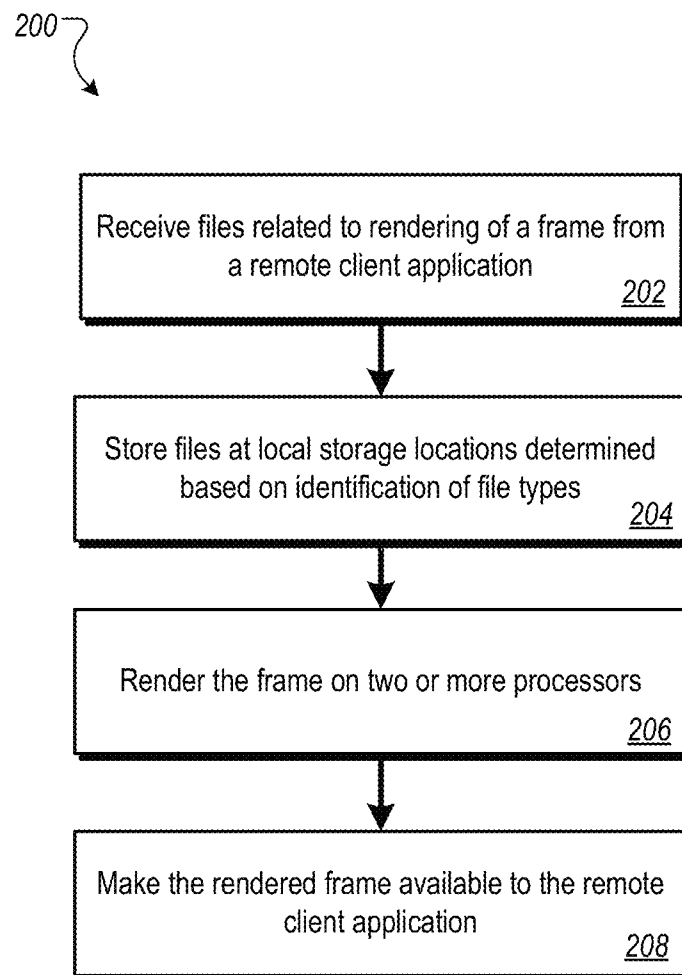 200
Receive files related to rendering of a frame from
a remote client application
202
Store files at local storage locations determined
based on identification of file types
204
Render the frame on two or more processors
206
Make the rendered frame available to the remote
client application
208